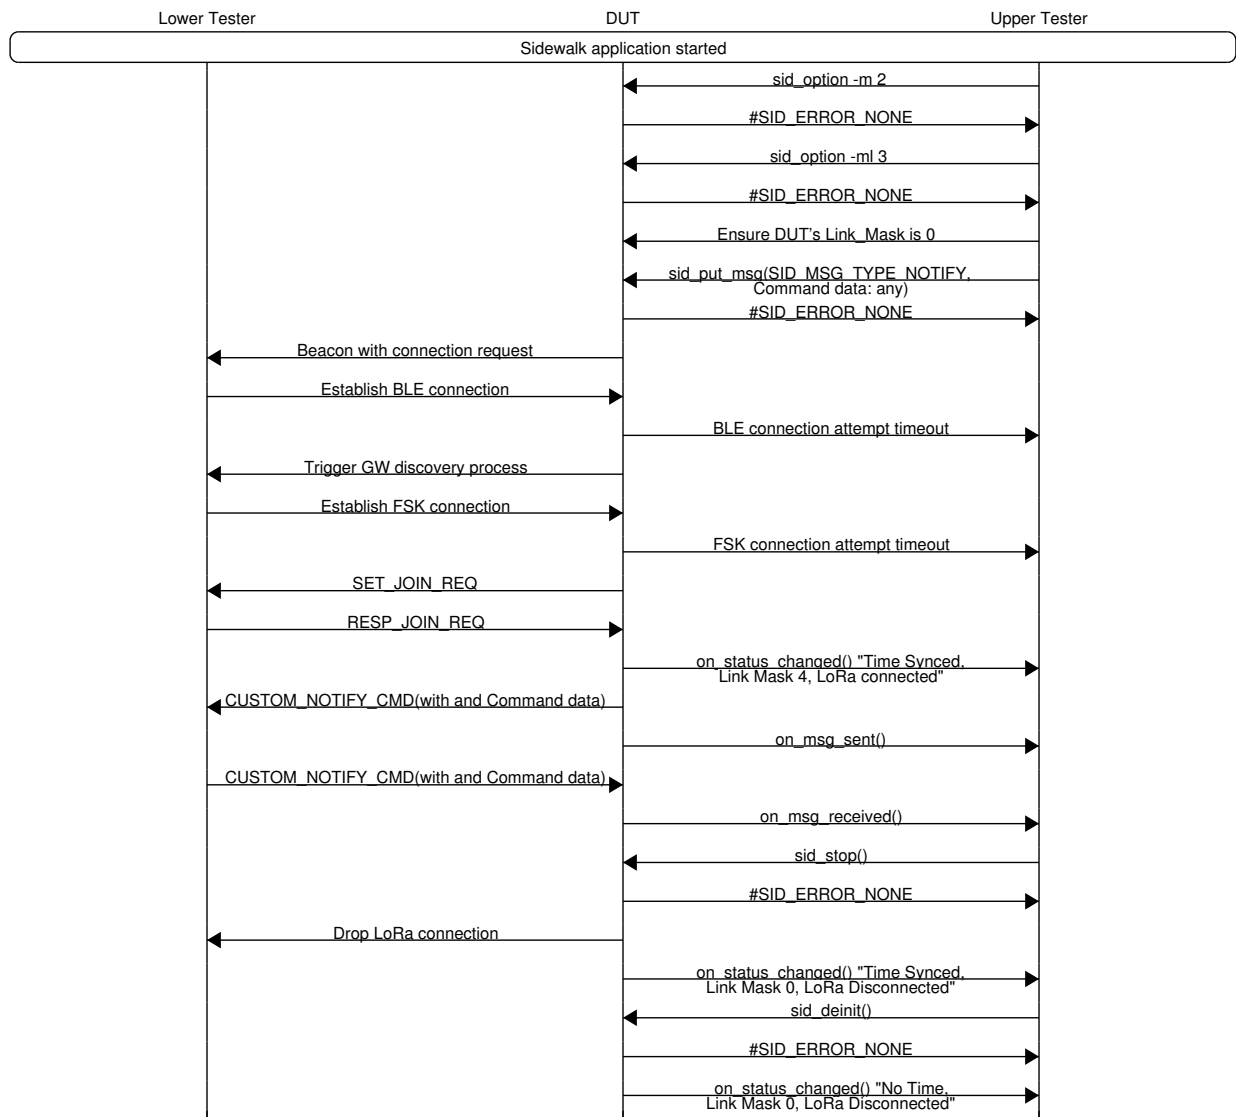 Lower Tester
DUT
Upper Tester
Sidewalk application started
sid_option -m 2
#SID_ERROR_NONE
sid_option -ml 3
#SID_ERROR_NONE
Ensure DUT's Link_Mask is 0
sid_put_msg(SID_MSG_TYPE_NOTIFY,
Command data: any)
#SID_ERROR_NONE
Beacon with connection request
Establish BLE connection
BLE connection attempt timeout
Trigger GW discovery process
Establish FSK connection
FSK connection attempt timeout
SET_JOIN_REQ
RESP_JOIN_REQ
on_status_changed() "Time Synced,
Link Mask 4, LoRa connected"
CUSTOM_NOTIFY_CMD(with and Command data)
on_msg_sent()
CUSTOM_NOTIFY_CMD(with and Command data)
on_msg_received()
sid_stop()
#SID_ERROR_NONE
Drop LoRa connection
on_status_changed() "Time Synced,
Link Mask 0, LoRa Disconnected"
sid_deinit()
#SID_ERROR_NONE
on_status_changed() "No Time,
Link Mask 0, LoRa Disconnected"